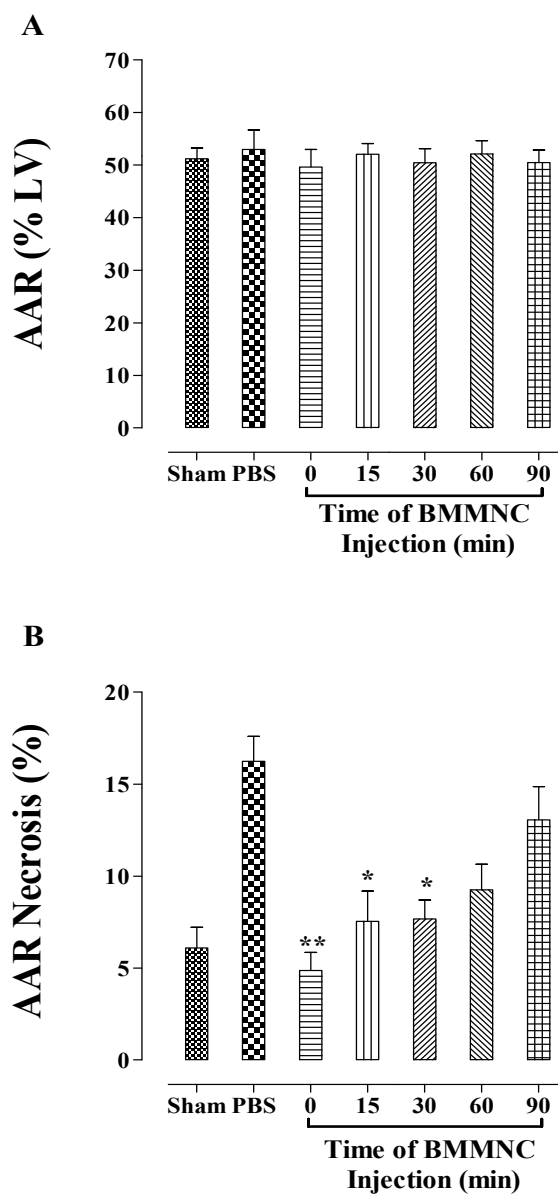 A
AAR (% LV)
70
60
50
40
30
20
10
0
Sham PBS 0 15 30 60 90
Time of BMMNC
Injection (min)
B
AAR Necrosis (%)
20
15
10
5
0
** * *
Sham PBS 0 15 30 60 90
Time of BMMNC
Injection (min)